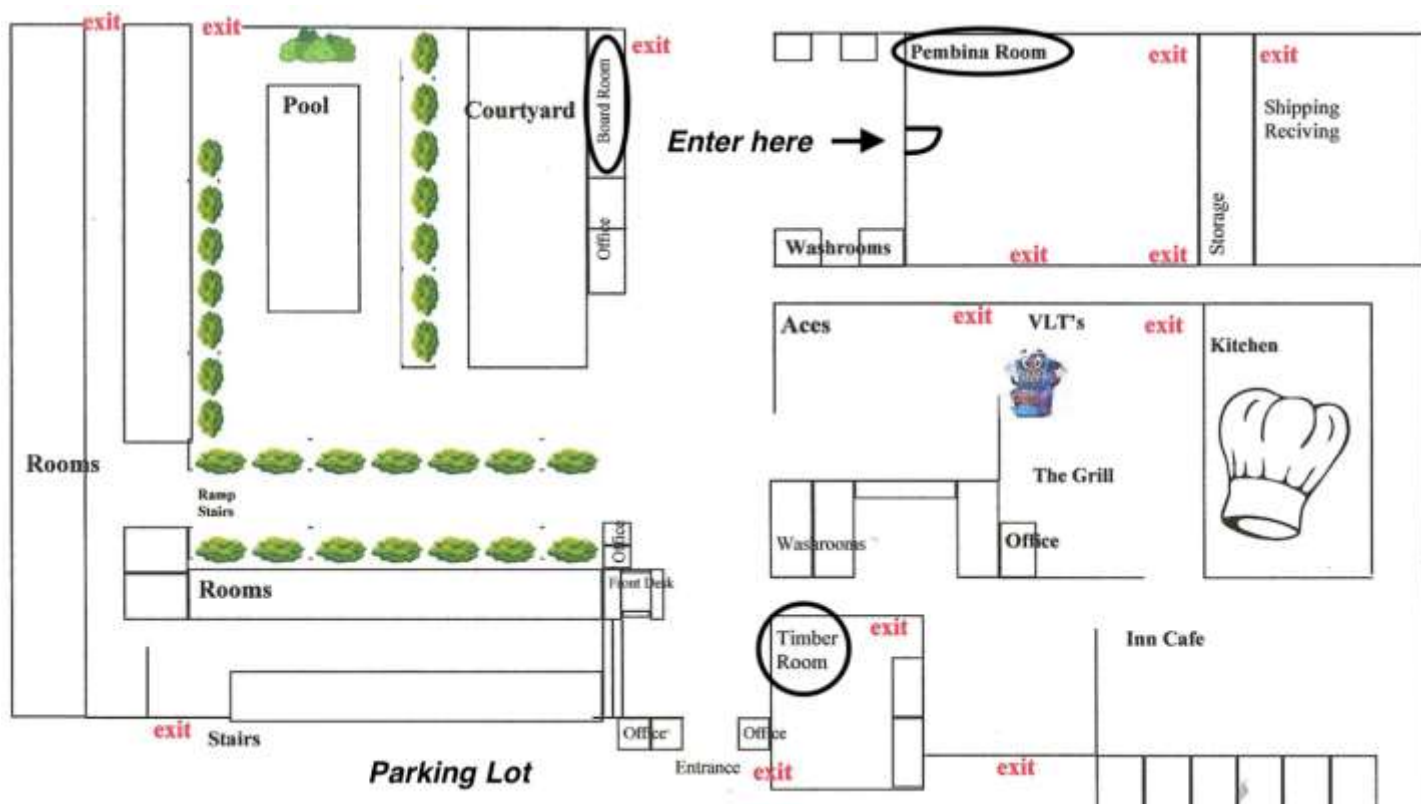 exit
exit
exit
Pembina Room
exit
exit
Pool
Courtyard
Board Room
Enter here
Shipping
Reciving
Office
Washrooms
exit
exit
Storage
Aces
exit
VLT's
exit
Kitchen
Rooms
The Grill
Ramp
Stairs
Office
Washrooms
Office
Rooms
Front Desk
Timber
Room
exit
Inn Cafe
exit
Stairs
Office
Office
Parking Lot
Entrance
exit
exit